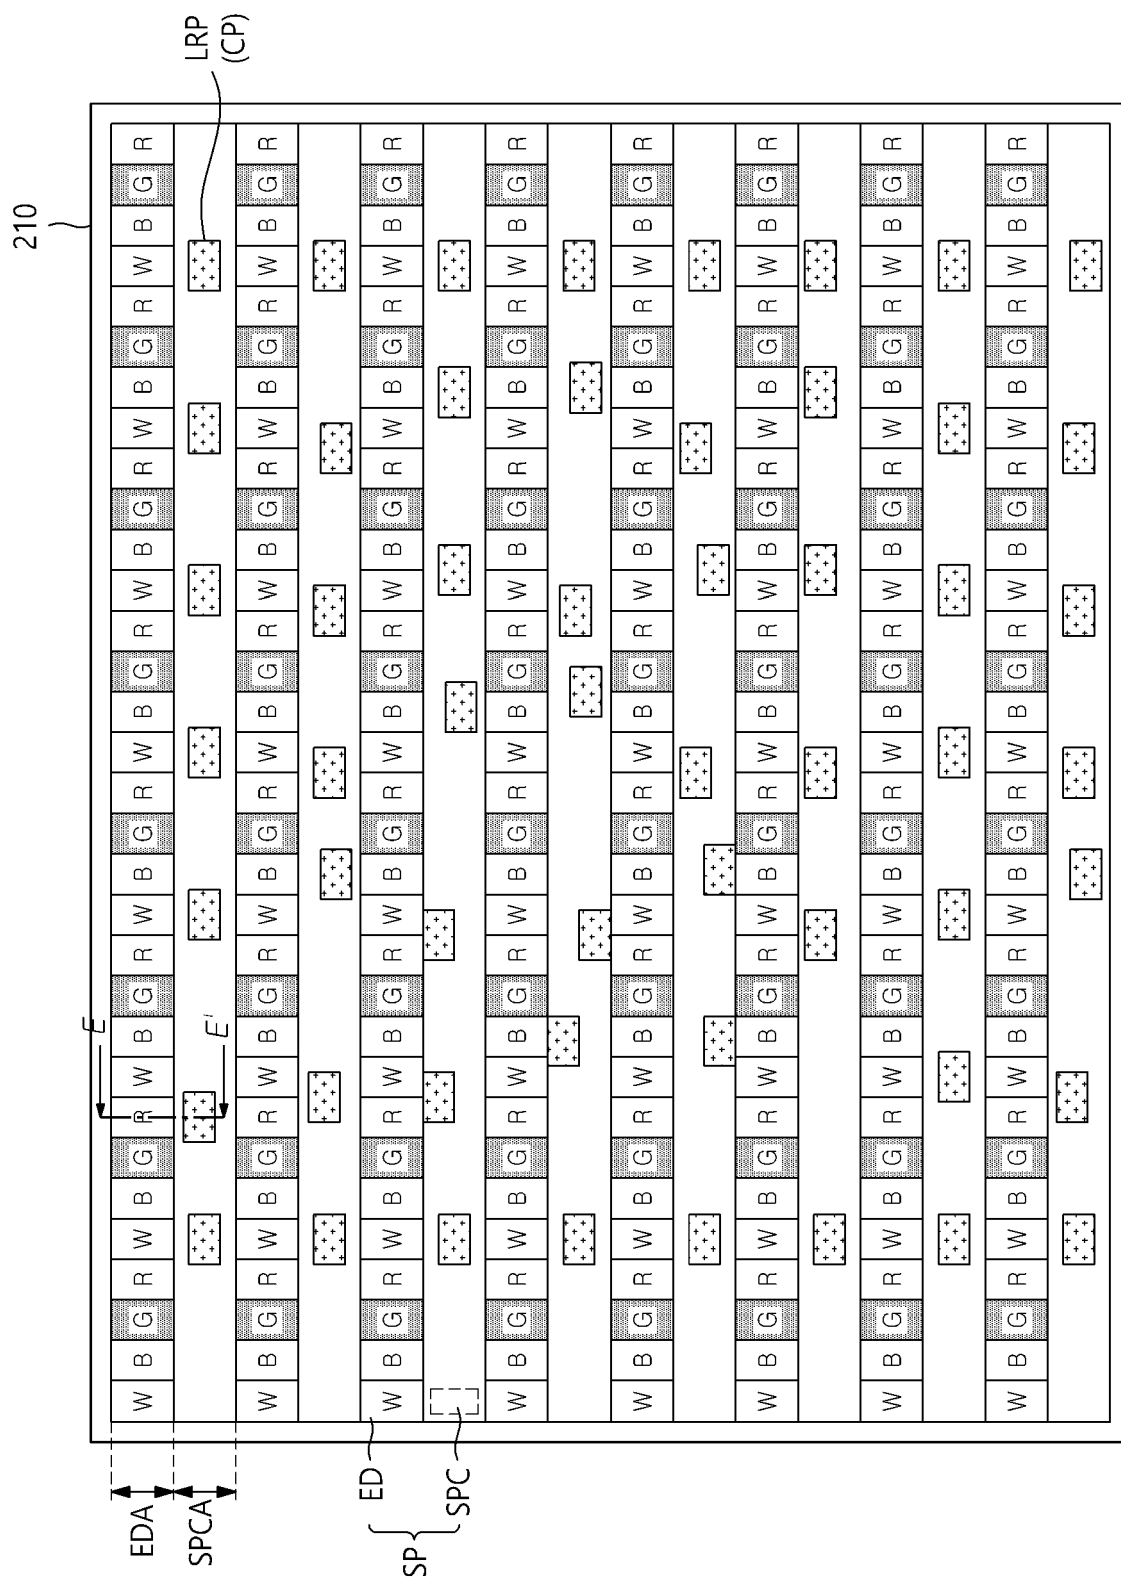 210
E
EDA W B G R W B G R W B G R W B G R W B G R W B G R W B G R W B G R
SPCA E' LRP
(CP)
W B G R W B G R W B G R W B G R W B G R W B G R W B G R W B G R
ED W B G R W B G R W B G R W B G R W B G R W B G R W B G R W B G R
SP
SPC
W B G R W B G R W B G R W B G R W B G R W B G R W B G R W B G R
W B G R W B G R W B G R W B G R W B G R W B G R W B G R W B G R
W B G R W B G R W B G R W B G R W B G R W B G R W B G R W B G R
W B G R W B G R W B G R W B G R W B G R W B G R W B G R W B G R
W B G R W B G R W B G R W B G R W B G R W B G R W B G R W B G R